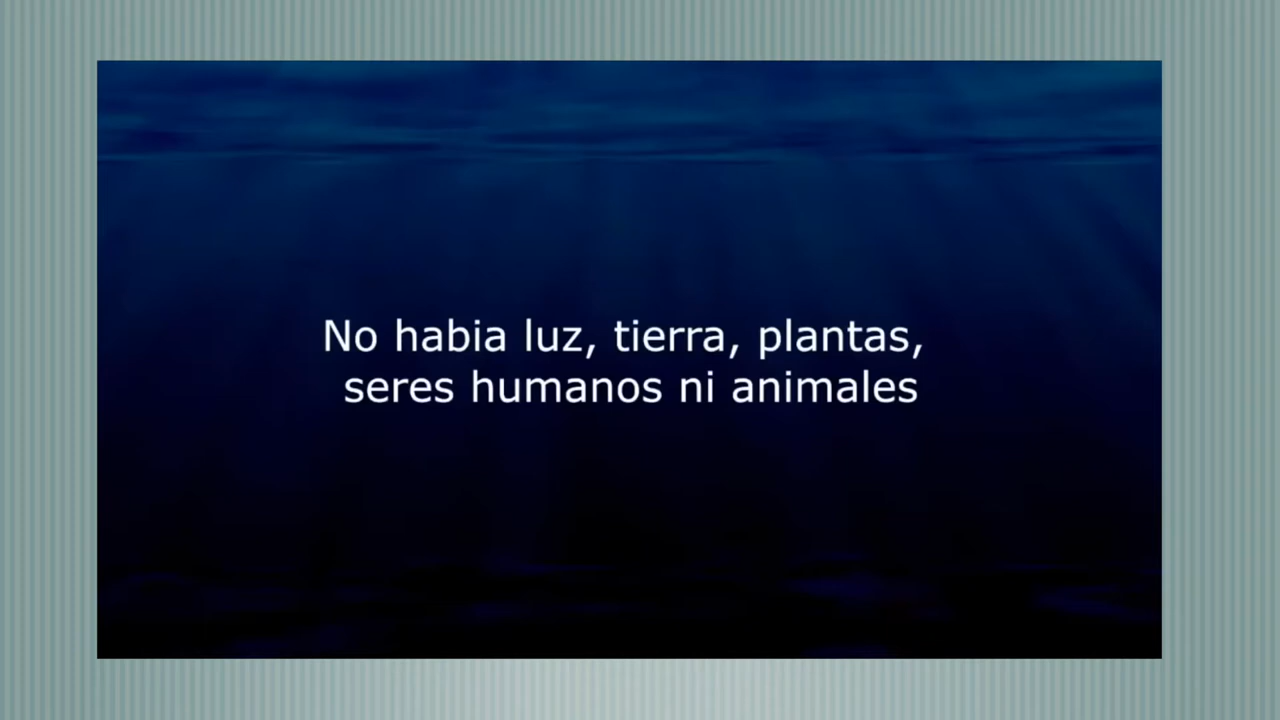 No habia luz, tierra, plantas,
seres humanos ni animales